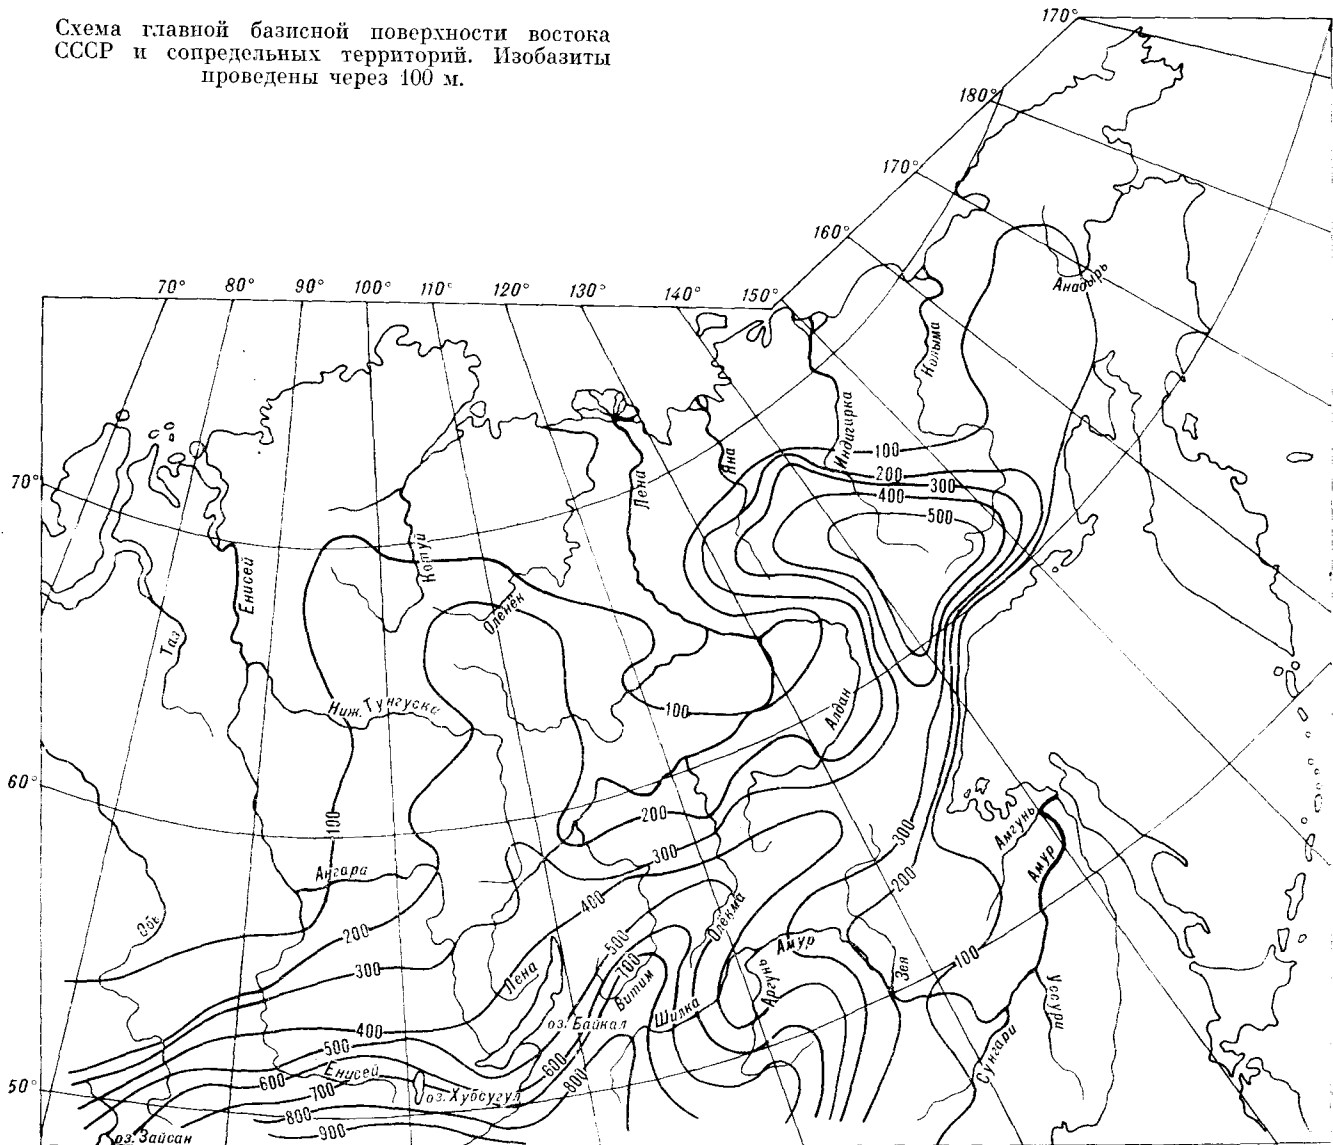 Схема главной базисной поверхности востока
СССР и сопредельных территорий. Изобазиты
проведены через 100 м.
170°
180°
170°
160°
70°
80°
90°
100°
110°
120°
130°
140°
150°
Анадырь
Колыма
Индигирка
Яна
Лена
100
200
300
400
500
70°
Енисей
Котуй
Оленёк
Таз
Ниж. Тунгуска
100
Алдан
60°
100
200
300
300
Амгунь
Амур
Ангара
400
200
Обь
200
Олёкма
500
Амур
300
Лена
100
Витим
Аргунь
Зея
100
Шилка
оз. Байкал
Уссури
400
500
600
Сунгари
600
Енисей
800
50°
700
оз. Хубсугул
800
900
оз. Зайсан